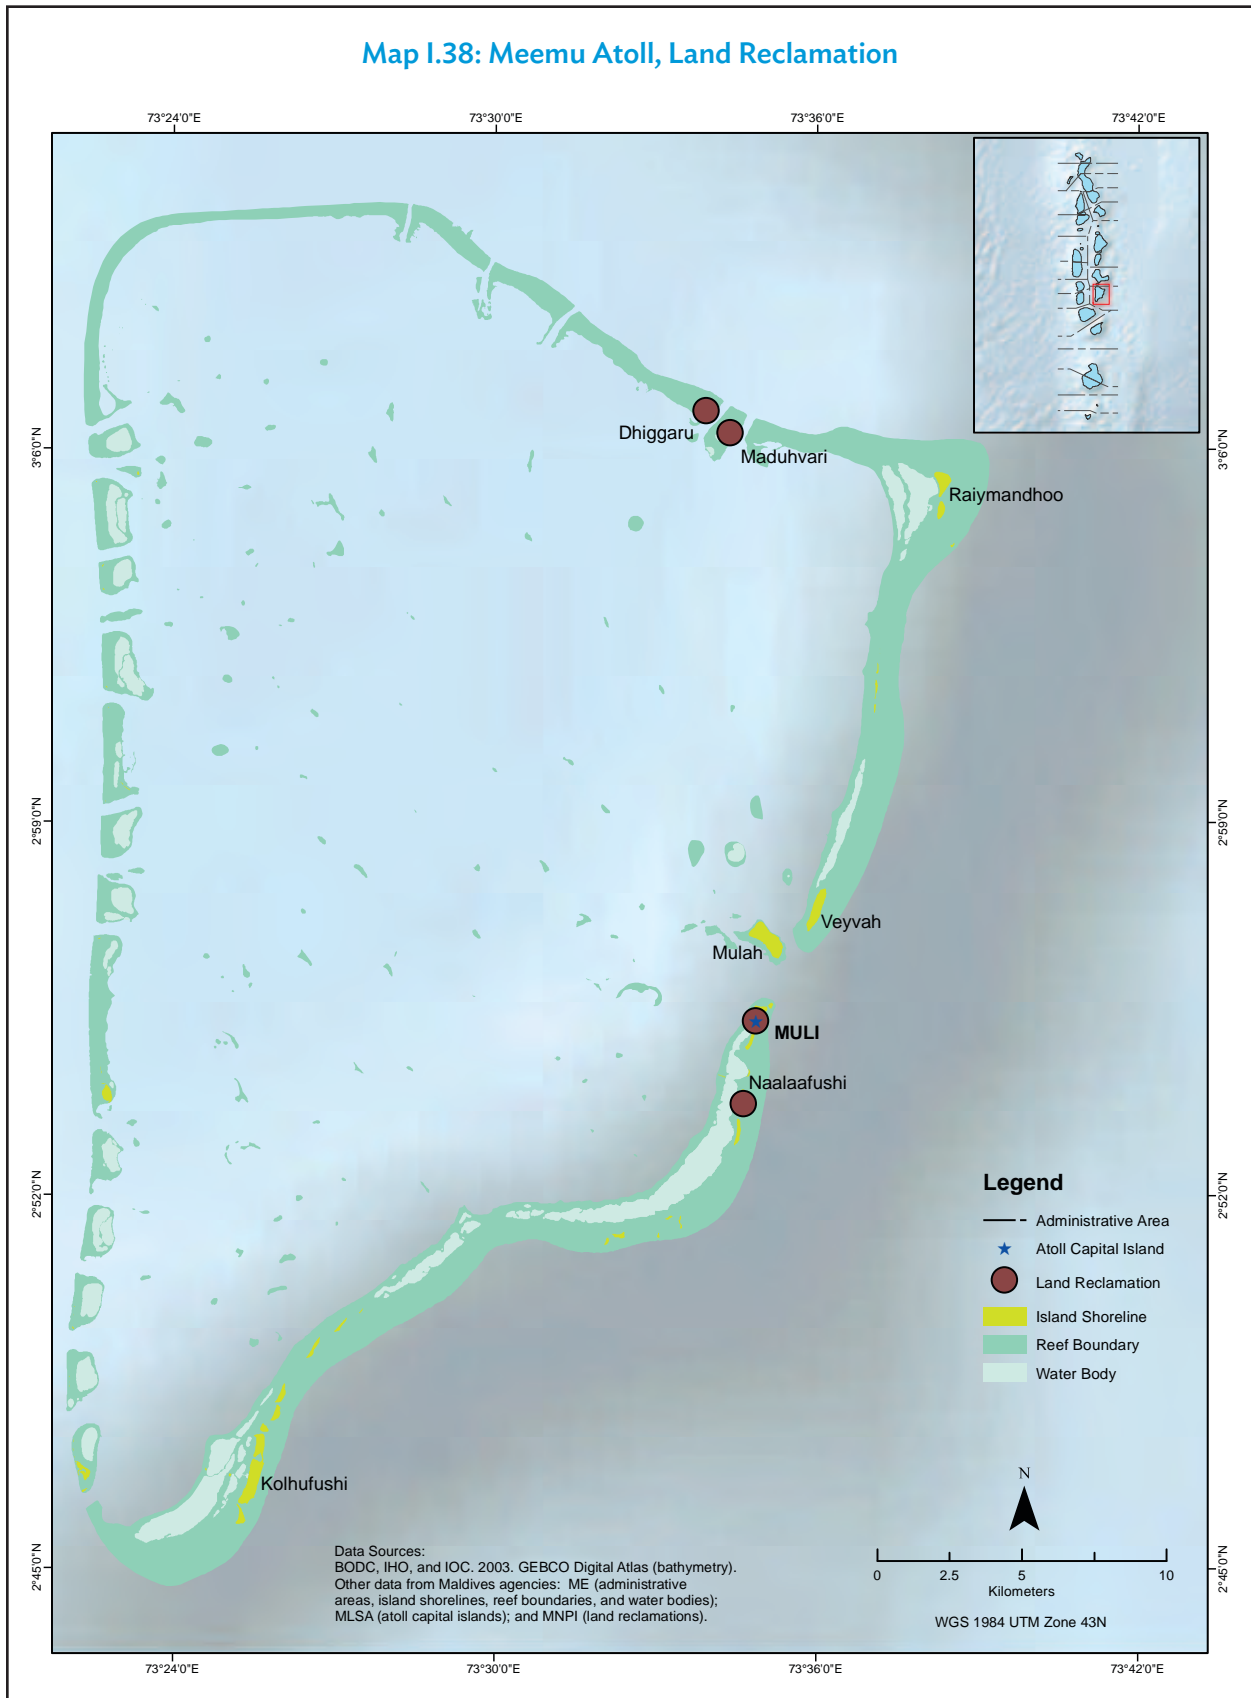 Map I.38: Meemu Atoll, Land Reclamation
73°24'0"E
73°30'0"E
73°36'0"E
73°42'0"E
3°6'0"N
3°6'0"N
Dhiggaru
Maduhvari
Raiymandhoo
2°59'0"N
2°59'0"N
Veyvah
Mulah
MULI
Naalaafushi
2°52'0"N
2°52'0"N
Legend
Administrative Area
Atoll Capital Island
Land Reclamation
Island Shoreline
Reef Boundary
Water Body
Kolhufushi
N
2°45'0"N
2°45'0"N
Data Sources:
BODC, IHO, and IOC. 2003. GEBCO Digital Atlas (bathymetry).
Other data from Maldives agencies: ME (administrative
areas, island shorelines, reef boundaries, and water bodies);
MLSA (atoll capital islands); and MNPI (land reclamations).
0 2.5 5 10
Kilometers
WGS 1984 UTM Zone 43N
73°24'0"E
73°30'0"E
73°36'0"E
73°42'0"E